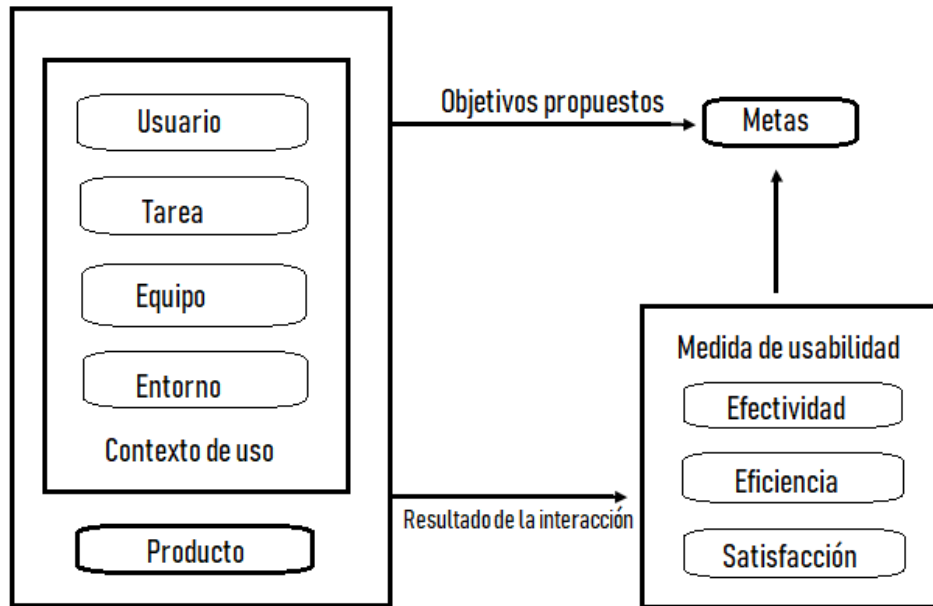 Usuario
Tarea
Equipo
Entorno
Contexto de uso
Producto
Objetivos propuestos
Metas
Resultado de la interacción
Medida de usabilidad
Efectividad
Eficiencia
Satisfacción